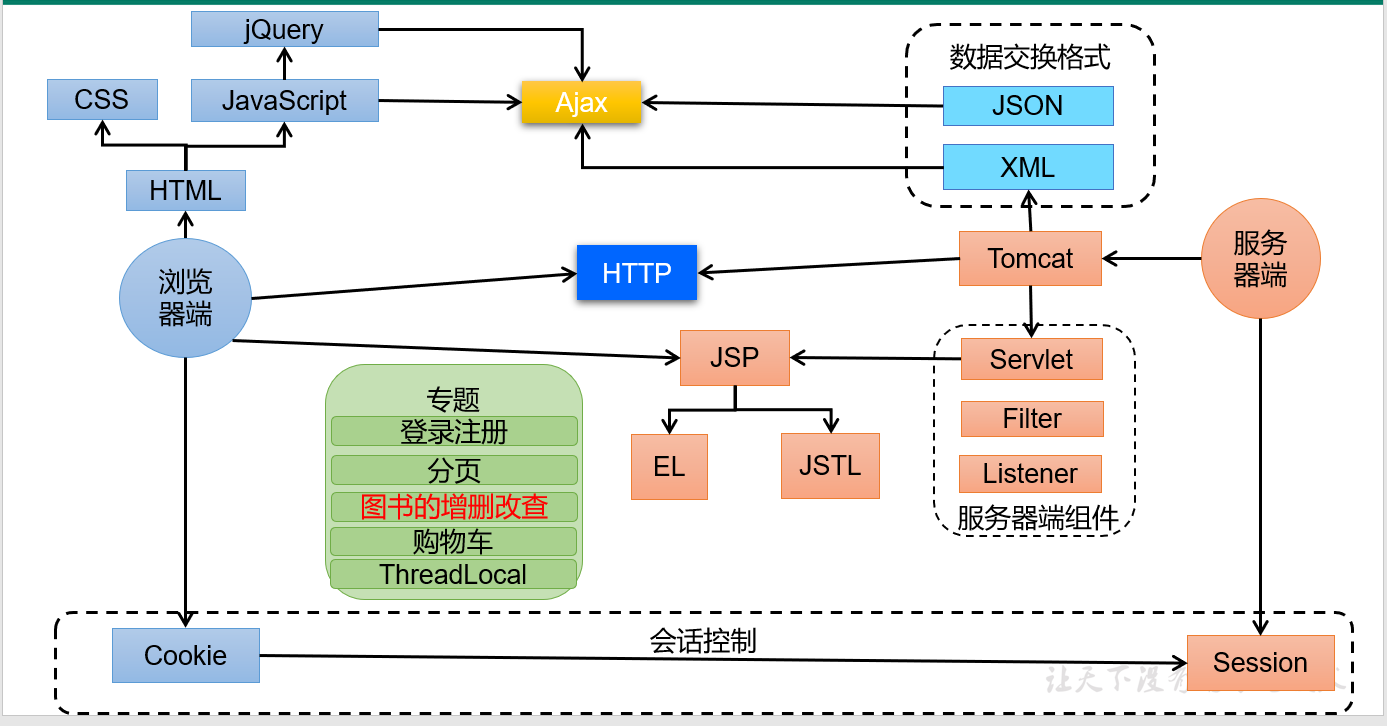 jQuery
CSS
JavaScript
Ajax
数据交换格式
JSON
XML
HTML
浏览
器端
HTTP
Tomcat
服务
器端
JSP
Servlet
Filter
Listener
服务器端组件
EL
JSTL
专题
登录注册
分页
图书的增删改查
购物车
ThreadLocal
会话控制
Cookie
Session
让天下没有